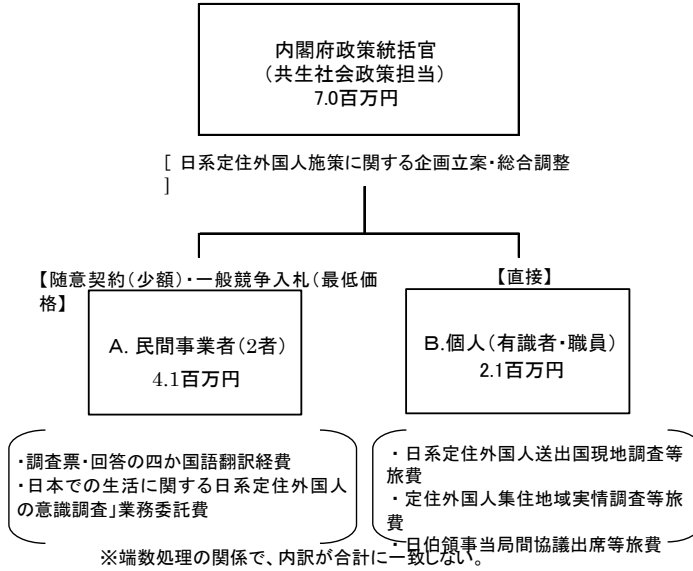 内閣府政策統括官
（共生社会政策担当）
7.0百万円
[ 日系定住外国人施策に関する企画立案・総合調整
]
【随意契約（少額）・一般競争入札（最低価
格】
【直接】
A. 民間事業者（2者）
4.1百万円
B.個人（有識者・職員）
2.1百万円
・調査票・回答の四か国語翻訳経費
・日本での生活に関する日系定住外国人
の意識調査」業務委託費
・日系定住外国人送出国現地調査等
旅費
・定住外国人集住地域実情調査等旅
費
・日伯領事当局間協議出席等旅費
※端数処理の関係で、内訳が合計に一致しない。